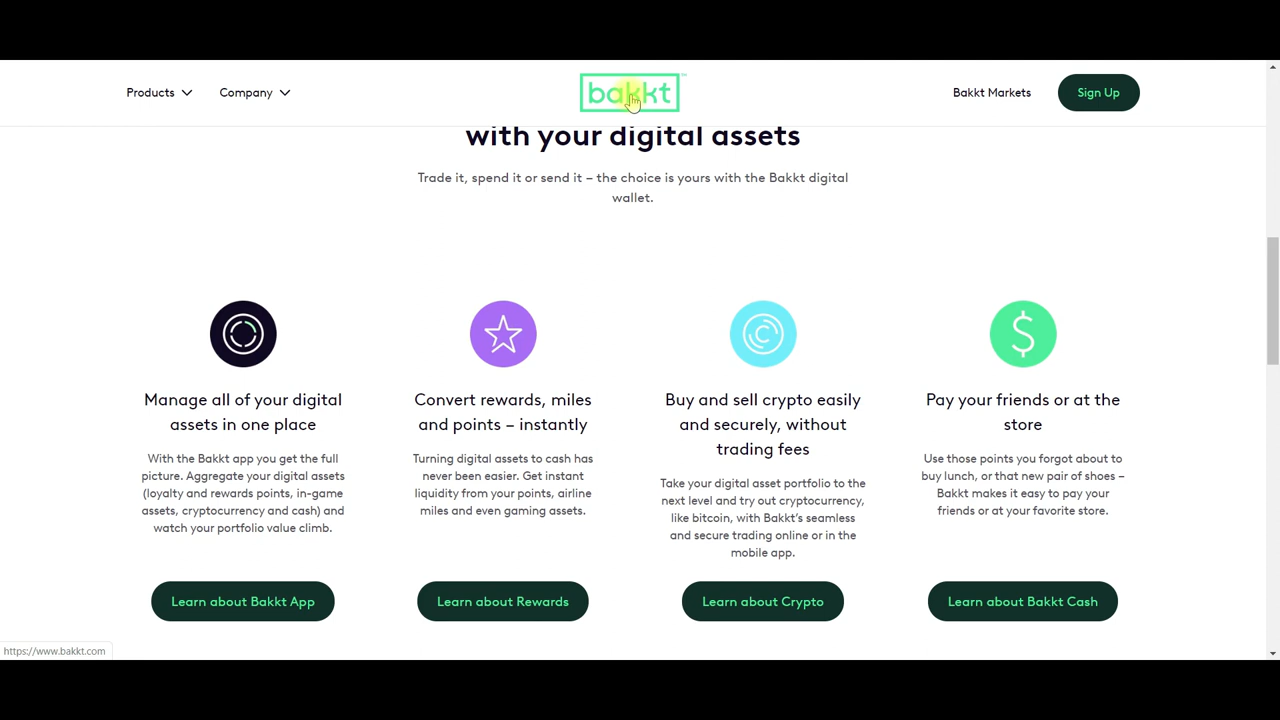 Products
Company
bakkt
Bakkt Markets
Sign Up
with your digital assets
Trade it, spend it or send it – the choice is yours with the Bakkt digital
wallet.
Manage all of your digital
assets in one place
With the Bakkt app you get the full
picture. Aggregate your digital assets
(loyalty and rewards points, in-game
assets, cryptocurrency and cash) and
watch your portfolio value climb.
Learn about Bakkt App
Convert rewards, miles
and points – instantly
Turning digital assets to cash has
never been easier. Get instant
liquidity from your points, airline
miles and even gaming assets.
Learn about Rewards
Buy and sell crypto easily
and securely, without
trading fees
Take your digital asset portfolio to the
next level and try out cryptocurrency,
like bitcoin, with Bakkt's seamless
and secure trading online or in the
mobile app.
Learn about Crypto
$
Pay your friends or at the
store
Use those points you forgot about to
buy lunch, or that new pair of shoes –
Bakkt makes it easy to pay your
friends or at your favorite store.
Learn about Bakkt Cash
https://www.bakkt.com